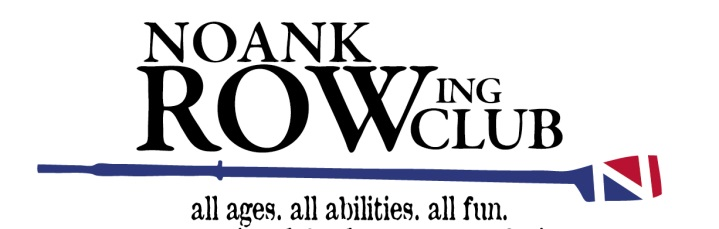 NOANK
ROWING
CLUB
all ages. all abilities. all fun.